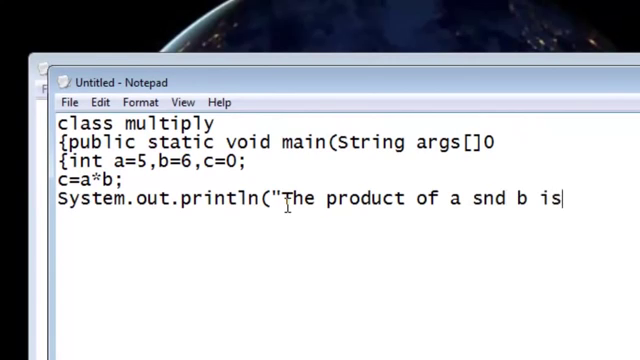 Untitled - Notepad
File Edit Format View Help
class multiply
{public static void main(String args[]0
{int a=5,b=6,c=0;
c=a*b;
System.out.println("The product of a snd b is